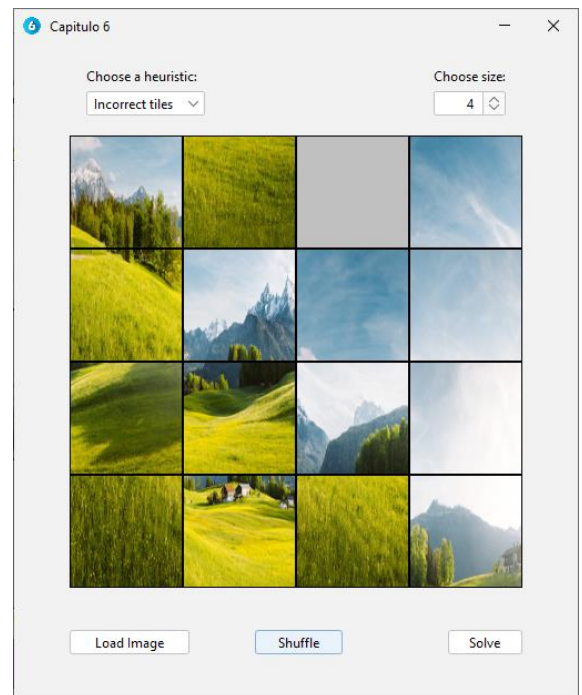 6 Capitulo 6
Choose a heuristic: Choose size:
Incorrect tiles 4
Load Image Shuffle Solve